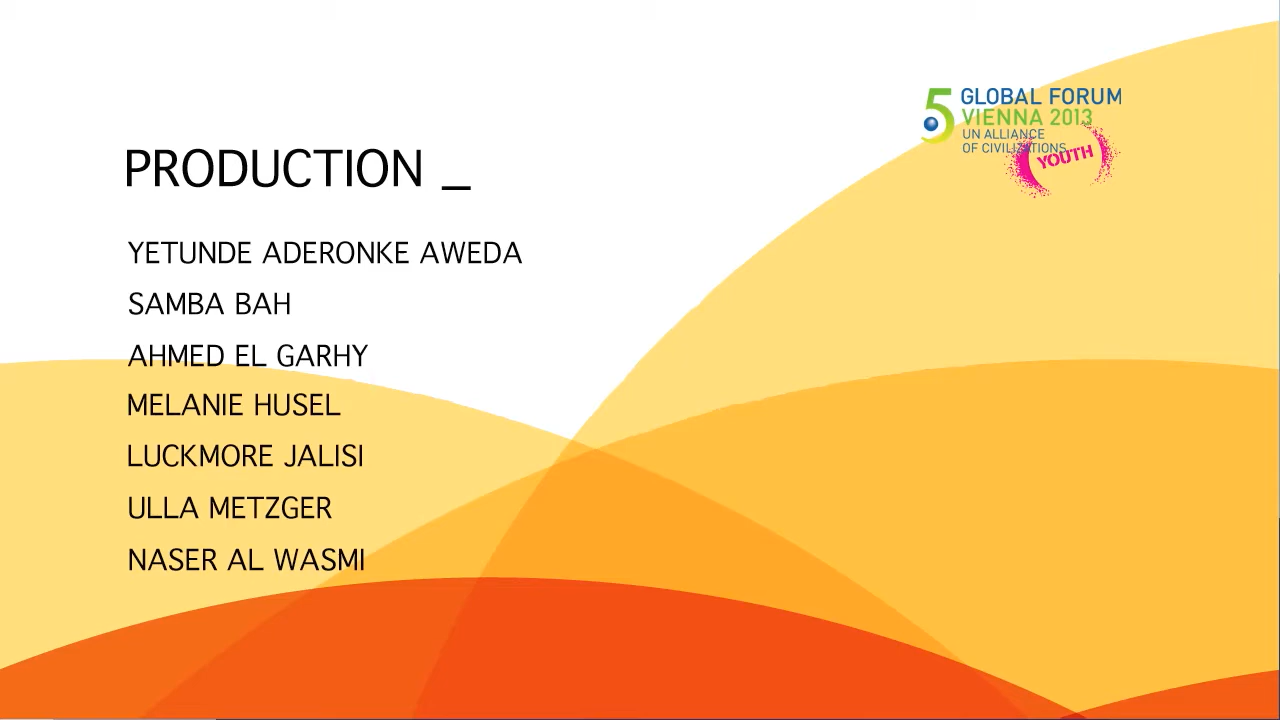 PRODUCTION _
YETUNDE ADERONKE AWEDA
SAMBA BAH
AHMED EL GARHY
MELANIE HUSEL
LUCKMORE JALISI
ULLA METZGER
NASER AL WASMI
5 GLOBAL FORUM
VIENNA 2013
UN ALLIANCE
OF CIVILIZATIONS
YOUTH